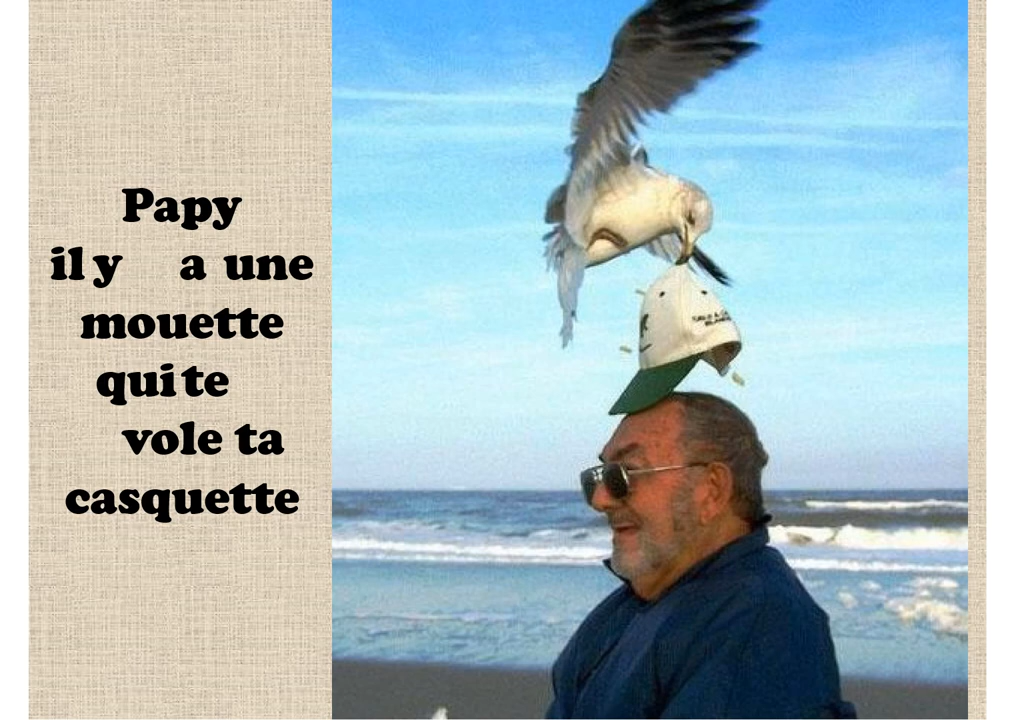 Papy
il y a une
mouette
qui te
vole ta
casquette